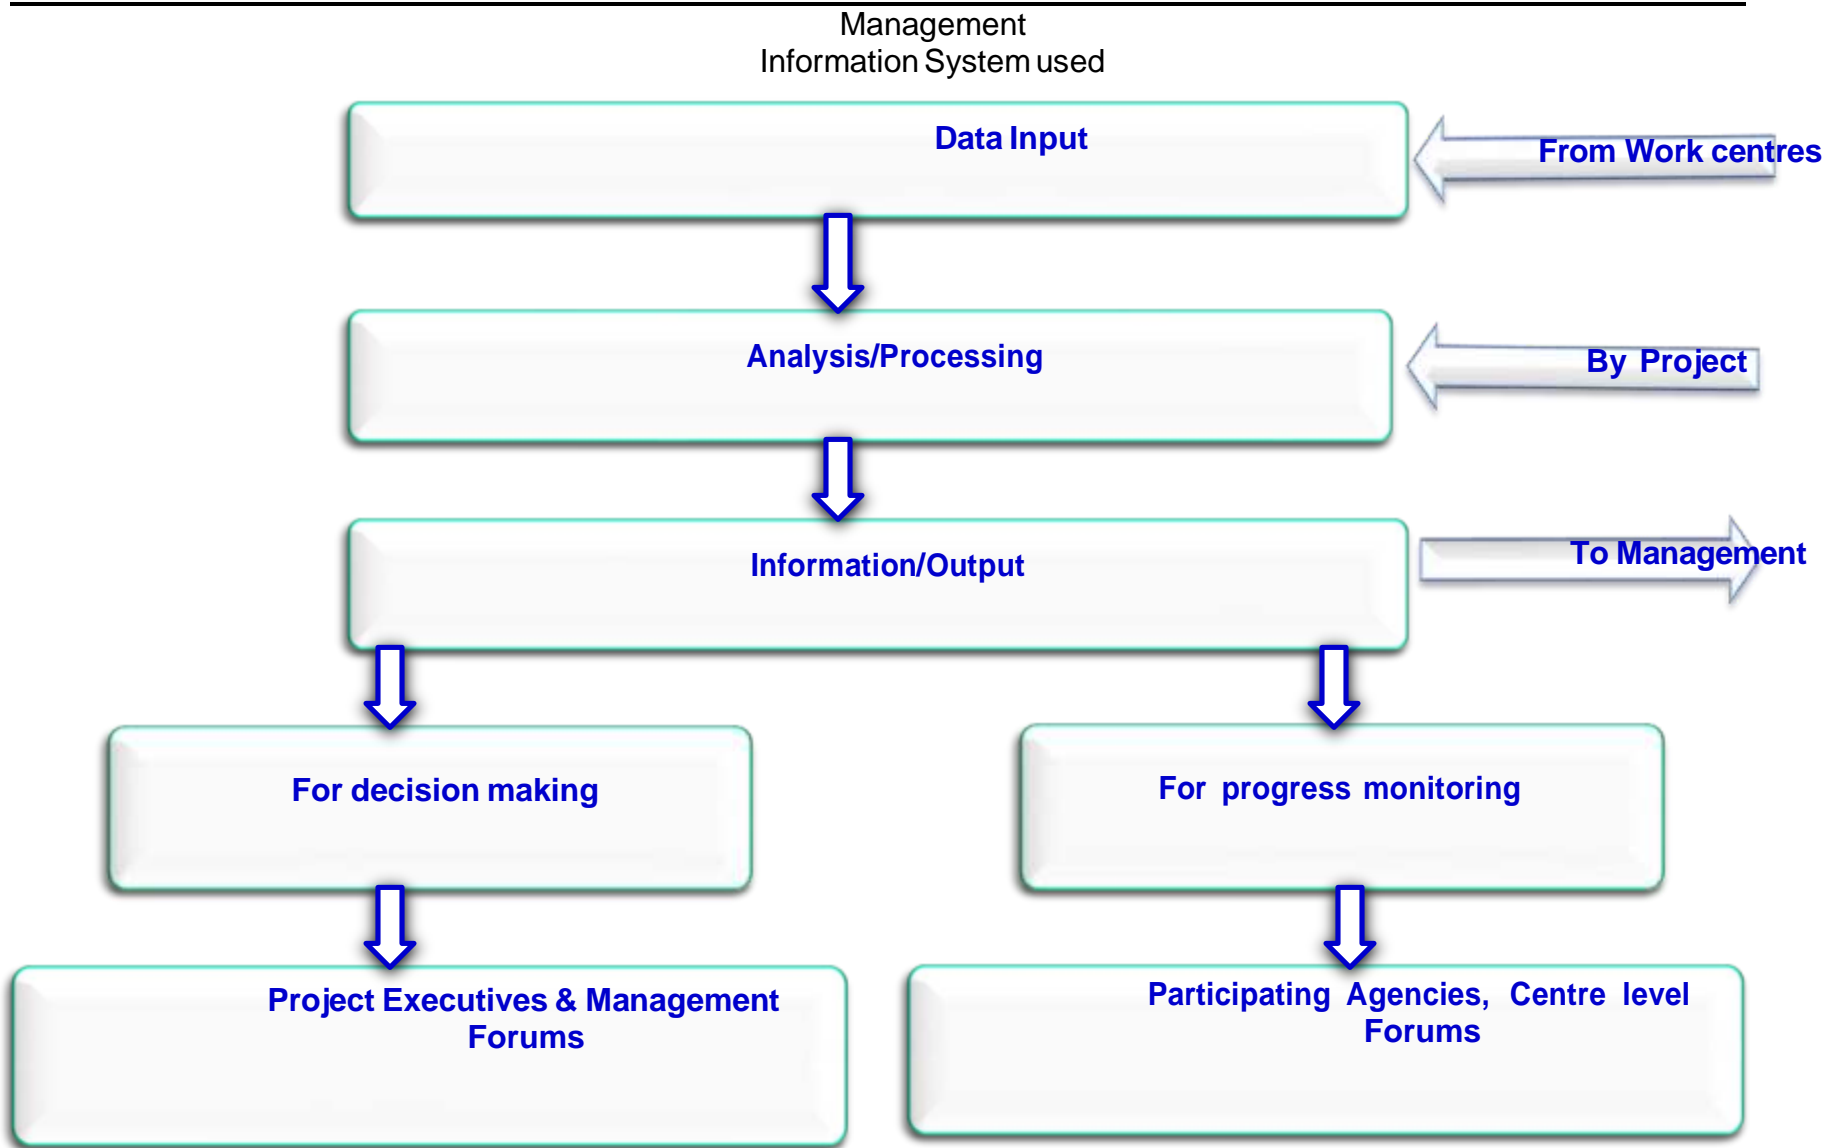 Management
Information System used
Data Input
From Work centres
Analysis/Processing
By Project
Information/Output
To Management
For decision making
For progress monitoring
Project Executives & Management
Forums
Participating Agencies, Centre level
Forums